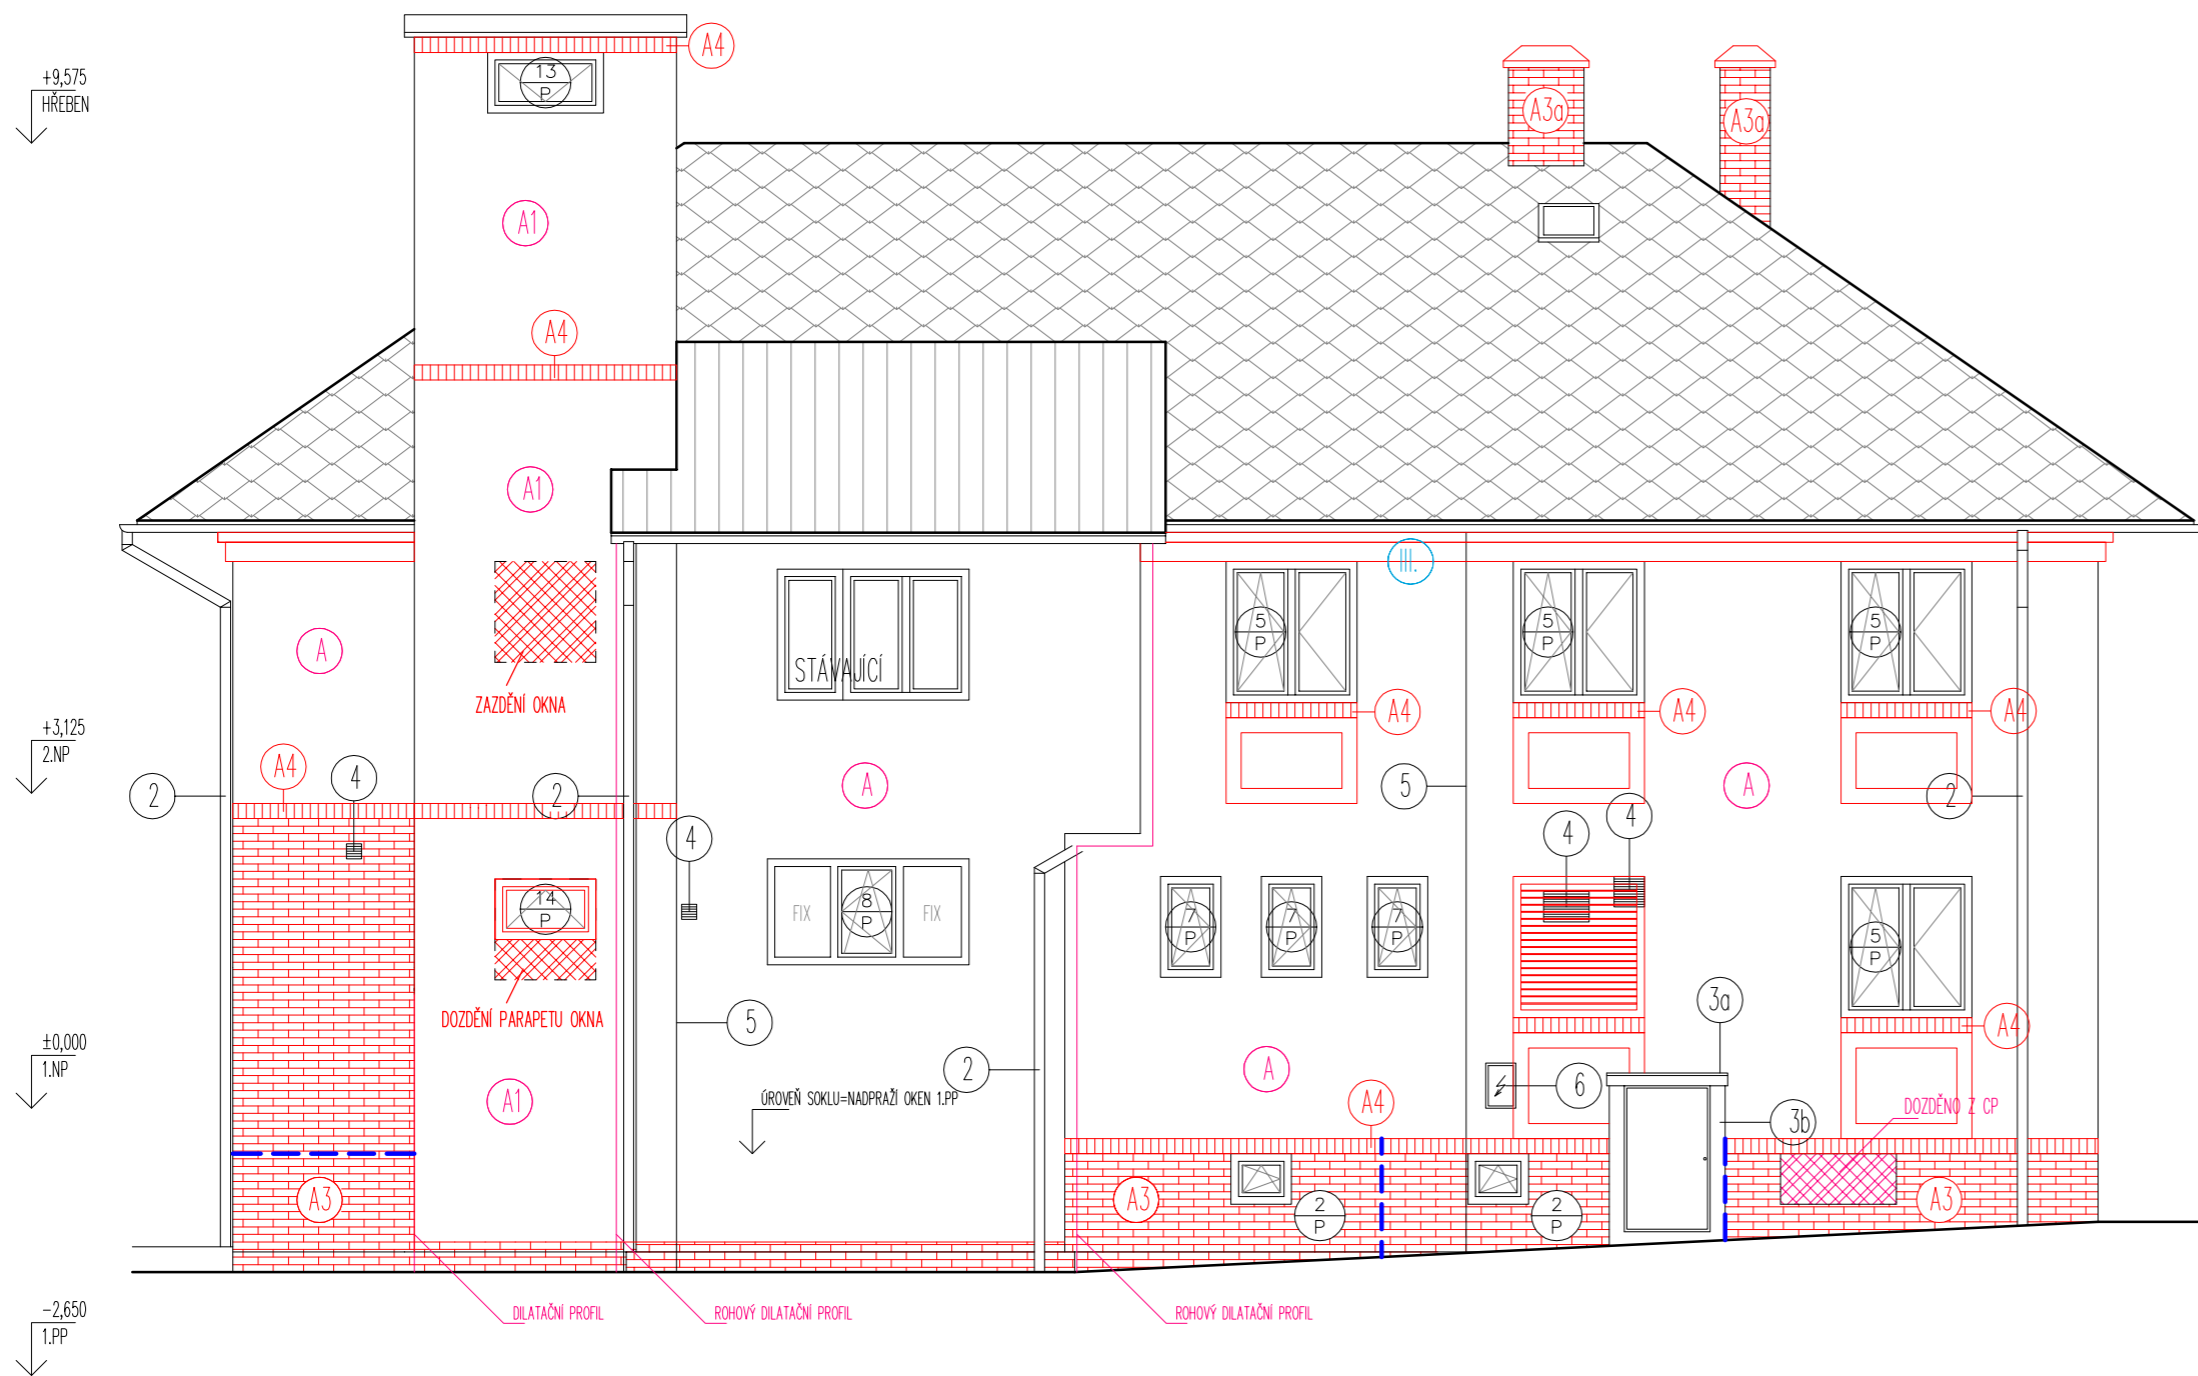 A4
+9,575
HŘEBEN
13
P
A3a
A3a
A1
A4
A1
III.
A
5
P
5
P
5
P
STÁVAJÍCÍ
ZAZDĚNÍ OKNA
A4
A4
A4
+3,125
2.NP
A4
4
2
2
A
5
A
2
4
4
4
14
P
FIX
8
P
FIX
7
P
7
P
7
P
5
P
DOZDĚNÍ PARAPETU OKNA
5
3a
A4
±0,000
1.NP
2
A
6
A1
ÚROVEŇ SOKLU=NADPRAŽÍ OKEN 1.PP
A4
3b
DOZDĚNO Z CP
A3
A3
2
P
2
P
A3
DILATAČNÍ PROFIL
ROHOVÝ DILATAČNÍ PROFIL
ROHOVÝ DILATAČNÍ PROFIL
-2,650
1.PP